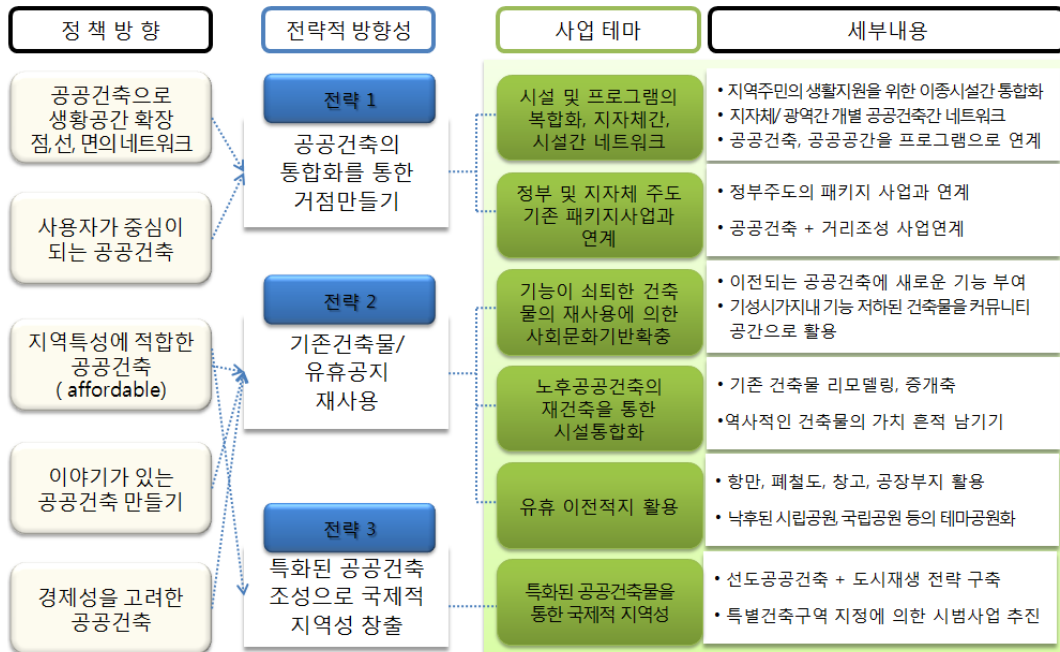 정 책 방 향
전략적 방향성
사업 테마
세부내용
공공건축으로
생황공간 확장
점,선, 면의 네트워크
사용자가 중심이
되는 공공건축
지역특성에 적합한
공공건축
( affordable)
이야기가 있는
공공건축 만들기
경제성을 고려한
공공건축
전략 1
공공건축의
통합화를 통한
거점만들기
전략 2
기존건축물/
유휴공지
재사용
전략 3
특화된 공공건축
조성으로 국제적
지역성 창출
시설 및 프로그램의
복합화, 지자체간,
시설간 네트워크
• 지역주민의 생활지원을 위한 이종시설간 통합화
• 지자체/ 광역간 개별 공공건축간 네트워크
• 공공건축, 공공공간을 프로그램으로 연계
정부 및 지자체 주도
기존 패키지사업과
연계
• 정부주도의 패키지 사업과 연계
• 공공건축 + 거리조성 사업연계
기능이 쇠퇴한 건축
물의 재사용에 의한
사회문화기반확충
• 이전되는 공공건축에 새로운 기능 부여
• 기성시가지내 기능 저하된 건축물을 커뮤니티
공간으로 활용
노후공공건축의
재건축을 통한
시설통합화
• 기존 건축물 리모델링, 증개축
•역사적인 건축물의 가치 흔적 남기기
유휴 이전적지 활용
• 항만, 폐철도, 창고, 공장부지 활용
• 낙후된 시립공원, 국립공원 등의 테마공원화
특화된 공공건축물을
통한 국제적 지역성
• 선도공공건축 + 도시재생 전략 구축
• 특별건축구역 지정에 의한 시범사업 추진